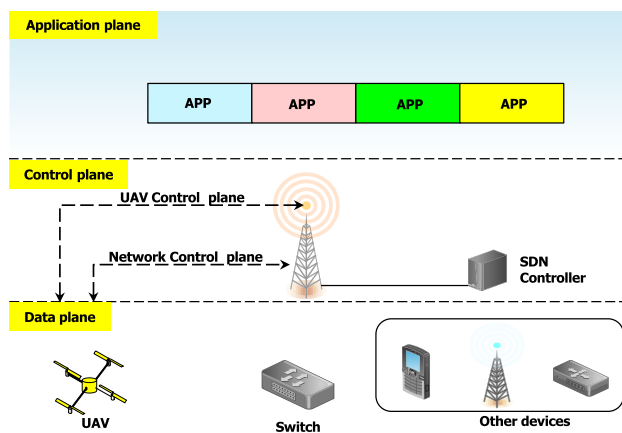 Application plane
APP APP APP APP
Control plane
UAV Control plane
Network Control plane
SDN
Controller
Data plane
UAV
Switch
Other devices